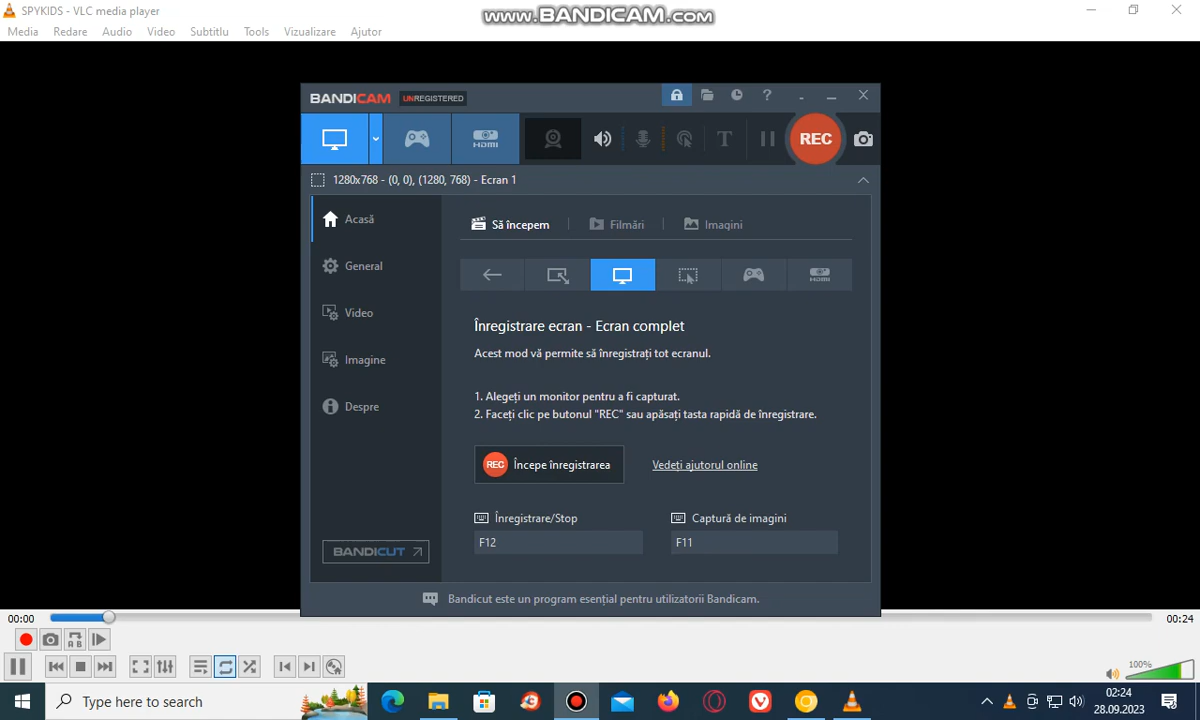 SPYKIDS - VLC media player
www.BANDICAM.com
Media Redare Audio Video Subtitlu Tools Vizualizare Ajutor
BANDICAM UNREGISTERED
HDMI
T
REC
1280x768 - (0, 0), (1280, 768) - Ecran 1
Acasă
General
Video
Imagine
Despre
BANDICUT
Să începem
Filmări
Imagini
HDMI
Înregistrare ecran - Ecran complet
Acest mod vă permite să înregistrați tot ecranul.
1. Alegeți un monitor pentru a fi capturat.
2. Faceți clic pe butonul "REC" sau apăsați tasta rapidă de înregistrare.
REC Începe înregistrarea
Vedeți ajutorul online
Înregistrare/Stop
F12
Captură de imagini
F11
Bandicut este un program esențial pentru utilizatorii Bandicam.
00:00
00:24
100%
Type here to search
02:24
28.09.2023